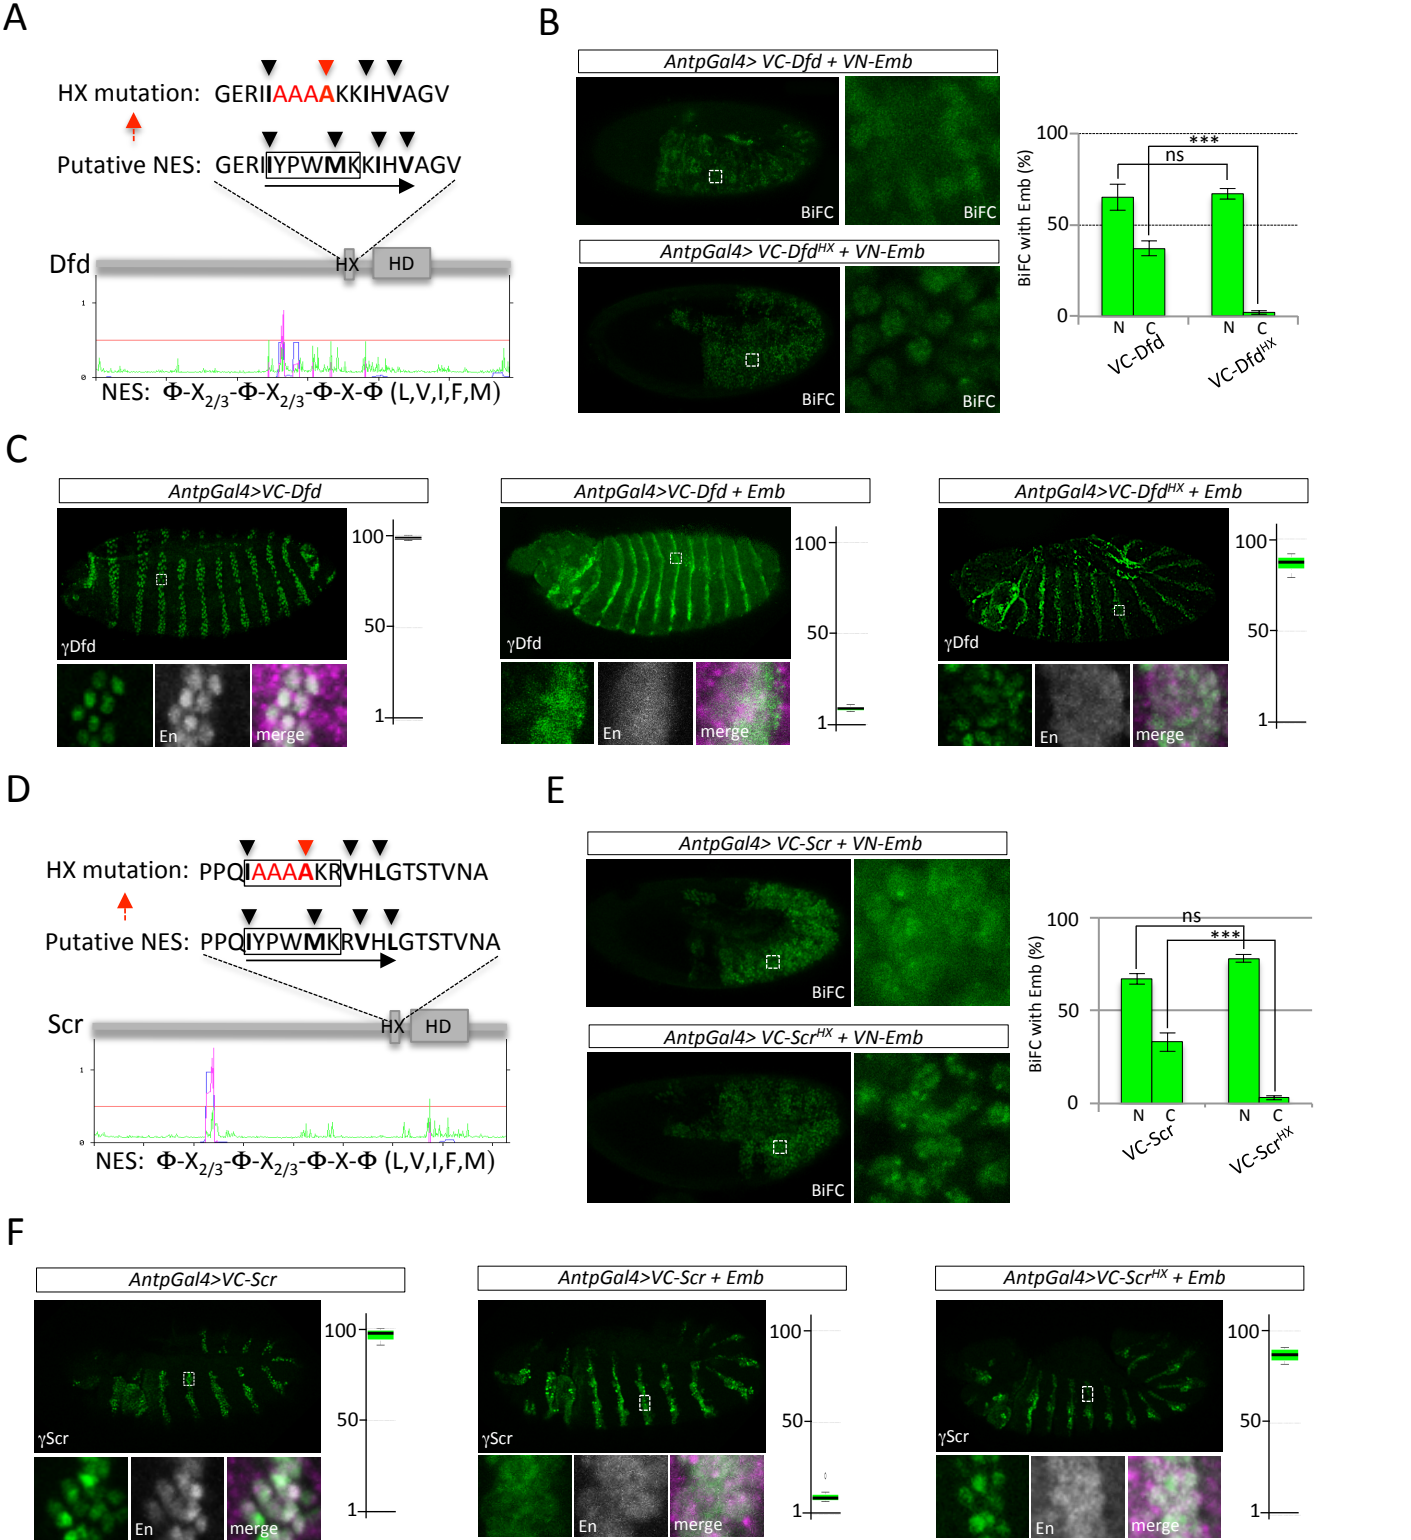 A
HX mutation: GERIIAAAAKKIHVAGV
Putative NES: GERIIYPWMKKIHVAGV
Dfd
HX
HD
1
0
NES: Φ-X2/3-Φ-X2/3-Φ-X-Φ (L,V,I,F,M)
B
AntpGal4> VC-Dfd + VN-Emb
BiFC
BiFC
AntpGal4> VC-DfdHX + VN-Emb
BiFC
BiFC
BiFC with Emb (%)
100
50
0
***
ns
N C N C
VC-Dfd
VC-DfdHX
C
AntpGal4>VC-Dfd
γDfd
En
merge
100
50
1
AntpGal4>VC-Dfd + Emb
γDfd
En
merge
100
50
1
AntpGal4>VC-DfdHX + Emb
γDfd
En
merge
100
50
1
D
HX mutation: PPQIAAAAKRVHLGTSTVNA
Putative NES: PPQIYPWMKRVHLGTSTVNA
Scr
HX
HD
1
0
NES: Φ-X2/3-Φ-X2/3-Φ-X-Φ (L,V,I,F,M)
E
AntpGal4> VC-Scr + VN-Emb
BiFC
AntpGal4> VC-ScrHX + VN-Emb
BiFC
BiFC with Emb (%)
100
50
0
ns
***
N C N C
VC-Scr
VC-ScrHX
F
AntpGal4>VC-Scr
γScr
En
merge
100
50
1
AntpGal4>VC-Scr + Emb
γScr
En
merge
100
50
1
AntpGal4>VC-ScrHX + Emb
γScr
En
merge
100
50
1